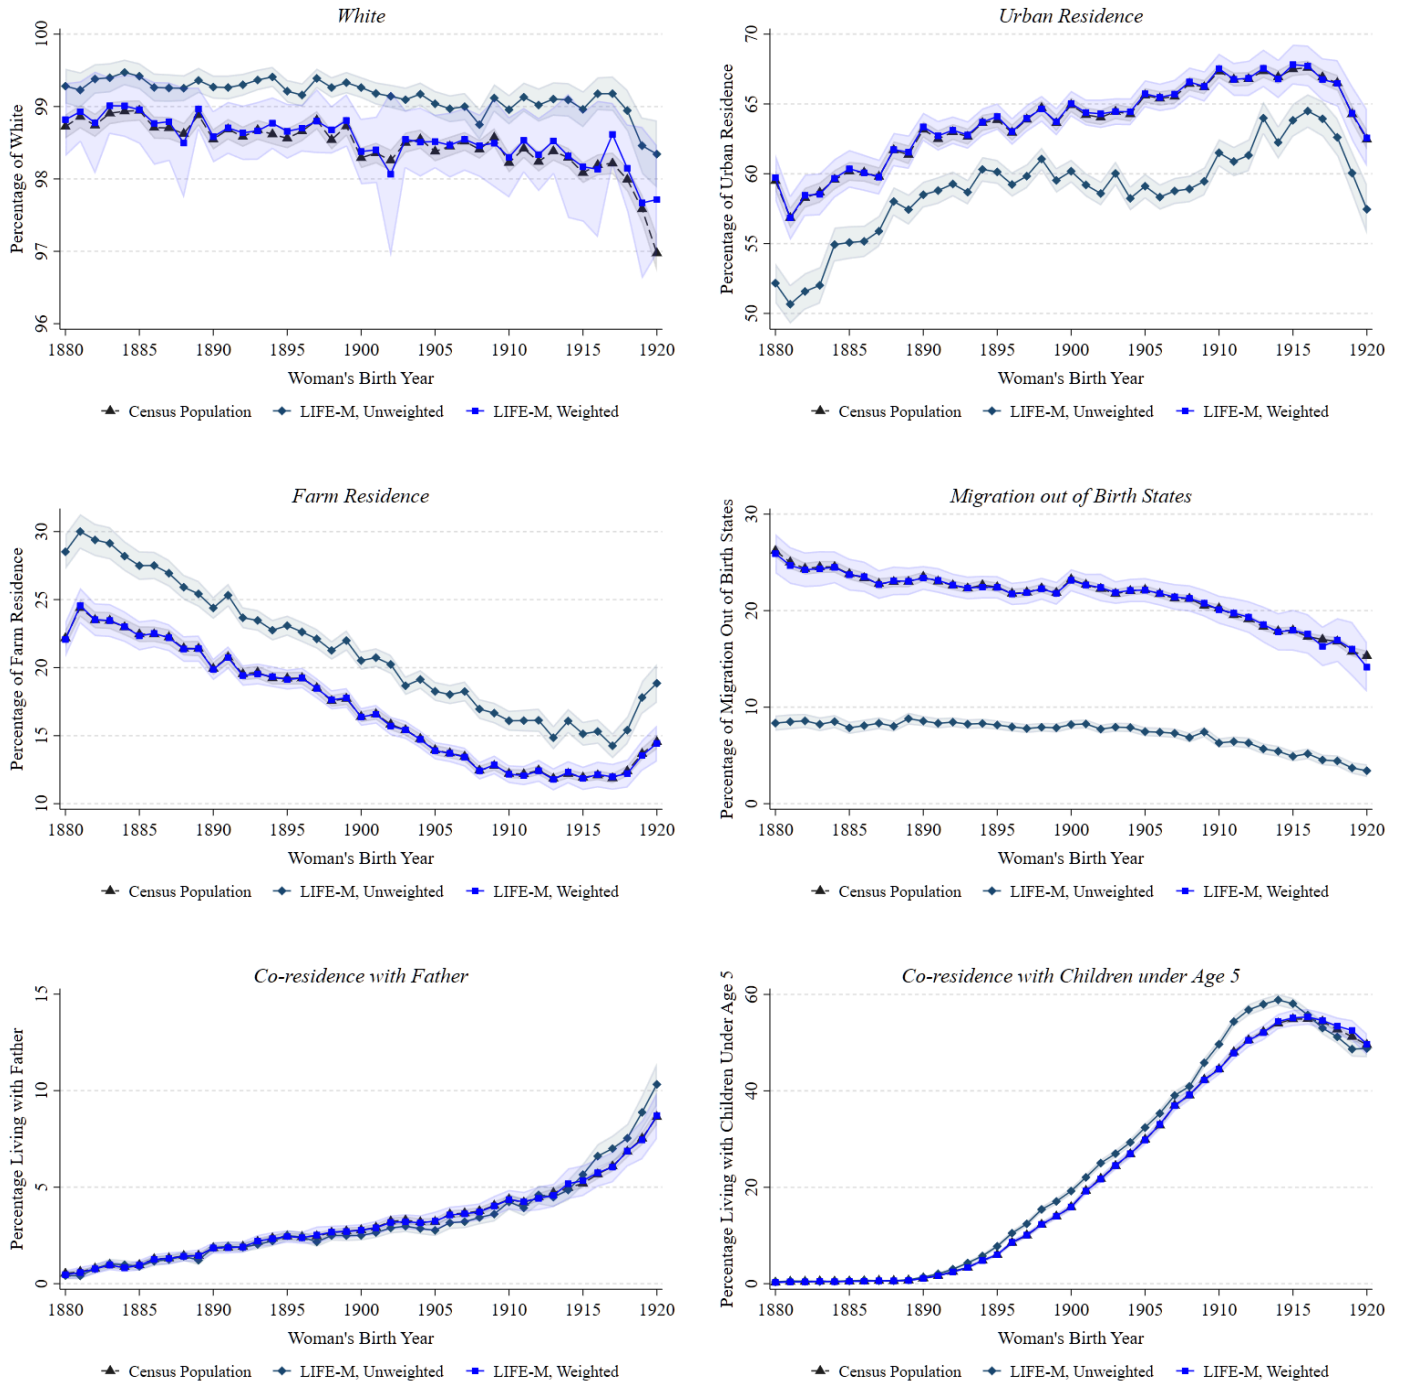 White
Percentage of White
100
99
98
97
96
1880 1885 1890 1895 1900 1905 1910 1915 1920
Woman's Birth Year
Census Population LIFE-M, Unweighted LIFE-M, Weighted
Urban Residence
Percentage of Urban Residence
70
65
60
55
50
1880 1885 1890 1895 1900 1905 1910 1915 1920
Woman's Birth Year
Census Population LIFE-M, Unweighted LIFE-M, Weighted
Farm Residence
Percentage of Farm Residence
30
25
20
15
10
1880 1885 1890 1895 1900 1905 1910 1915 1920
Woman's Birth Year
Census Population LIFE-M, Unweighted LIFE-M, Weighted
Migration out of Birth States
Percentage of Migration Out of Birth States
30
20
10
0
1880 1885 1890 1895 1900 1905 1910 1915 1920
Woman's Birth Year
Census Population LIFE-M, Unweighted LIFE-M, Weighted
Co-residence with Father
Percentage Living with Father
15
10
5
0
1880 1885 1890 1895 1900 1905 1910 1915 1920
Woman's Birth Year
Census Population LIFE-M, Unweighted LIFE-M, Weighted
Co-residence with Children under Age 5
Percentage Living with Children Under Age 5
60
40
20
0
1880 1885 1890 1895 1900 1905 1910 1915 1920
Woman's Birth Year
Census Population LIFE-M, Unweighted LIFE-M, Weighted